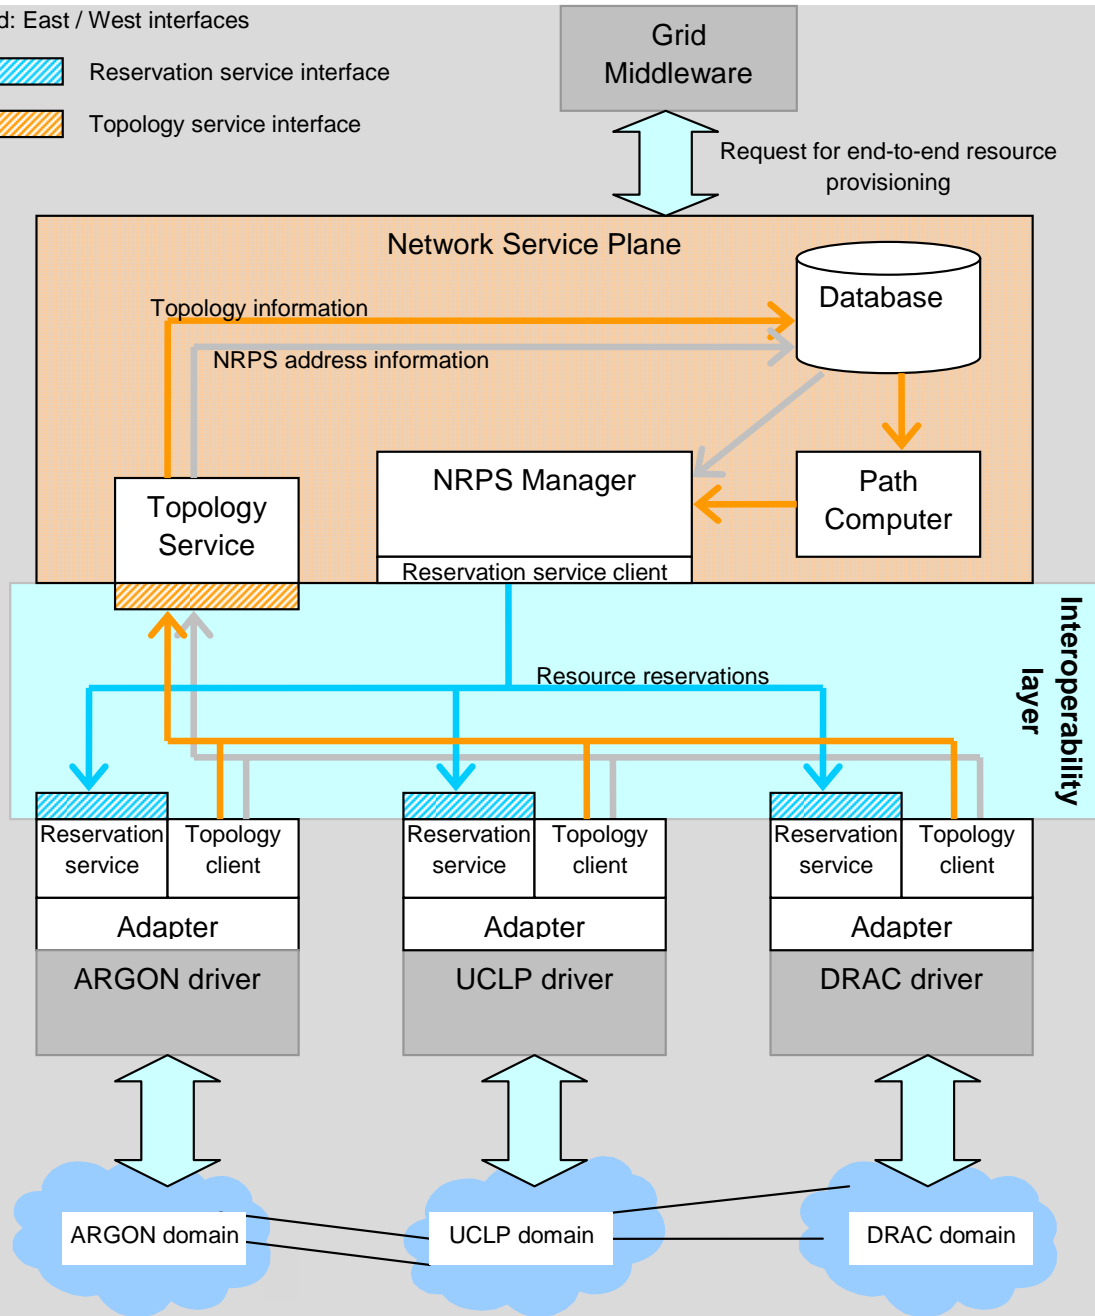 d: East / West interfaces
Reservation service interface
Topology service interface
Grid
Middleware
Request for end-to-end resource
provisioning
Network Service Plane
Database
Topology information
NRPS address information
NRPS Manager
Path
Computer
Topology
Service
Reservation service client
Interoperability
layer
Resource reservations
Reservation
service
Topology
client
Reservation
service
Topology
client
Reservation
service
Topology
client
Adapter
Adapter
Adapter
ARGON driver
UCLP driver
DRAC driver
ARGON domain
UCLP domain
DRAC domain